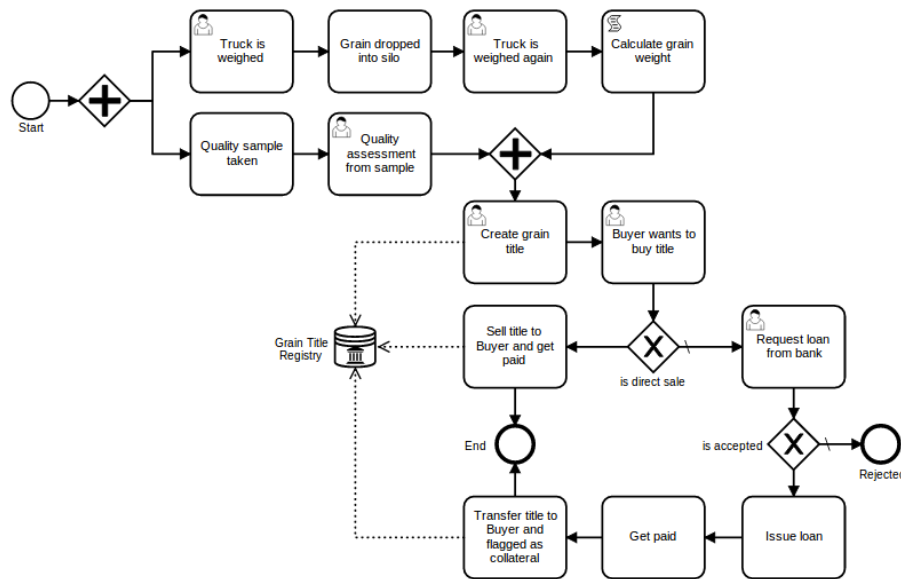 Truck is
weighed
Grain dropped
into silo
Truck is
weighed again
Calculate grain
weight
Start
Quality sample
taken
Quality
assessment
from sample
Create grain
title
Buyer wants to
buy title
Grain Title
Registry
Sell title to
Buyer and get
paid
is direct sale
Request loan
from bank
End
is accepted
Rejected
Transfer title to
Buyer and
flagged as
collateral
Get paid
Issue loan